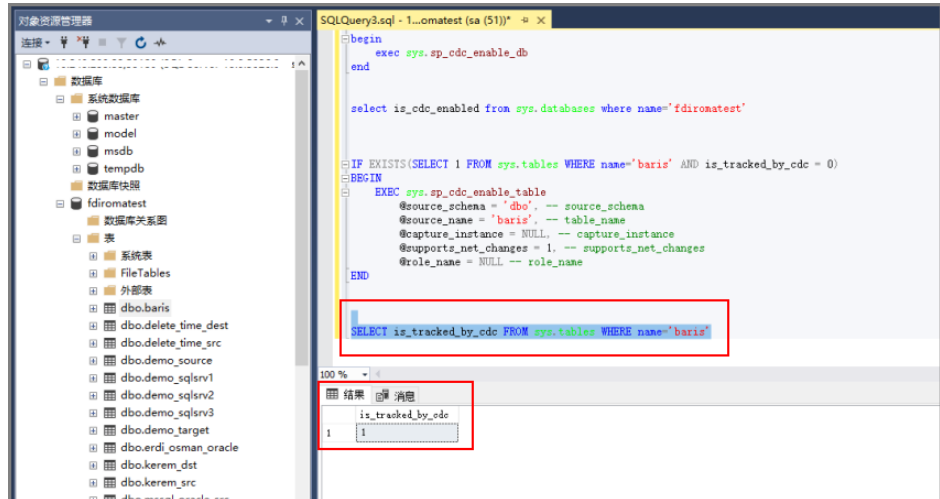 对象资源管理器
连接
数据库
系统数据库
master
model
msdb
tempdb
数据库快照
fdiromatest
数据库关系图
表
系统表
FileTables
外部表
dbo.baris
dbo.delete_time_dest
dbo.delete_time_src
dbo.demo_source
dbo.demo_sqlsrv1
dbo.demo_sqlsrv2
dbo.demo_sqlsrv3
dbo.demo_target
dbo.erdi_osman_oracle
dbo.kerem_dst
dbo.kerem_src
SQLQuery3.sql - 1...omatest (sa (51))*
begin
exec sys.sp_cdc_enable_db
end
select is_cdc_enabled from sys.databases where name='fdiromatest'
IF EXISTS(SELECT 1 FROM sys.tables WHERE name='baris' AND is_tracked_by_cdc = 0)
BEGIN
EXEC sys.sp_cdc_enable_table
@source_schema = 'dbo', -- source_schema
@source_name = 'baris', -- table_name
@capture_instance = NULL, -- capture_instance
@supports_net_changes = 1, -- supports_net_changes
@role_name = NULL -- role_name
END
SELECT is_tracked_by_cdc FROM sys.tables WHERE name='baris'
100 %
结果 消息
is_tracked_by_cdc
1 1